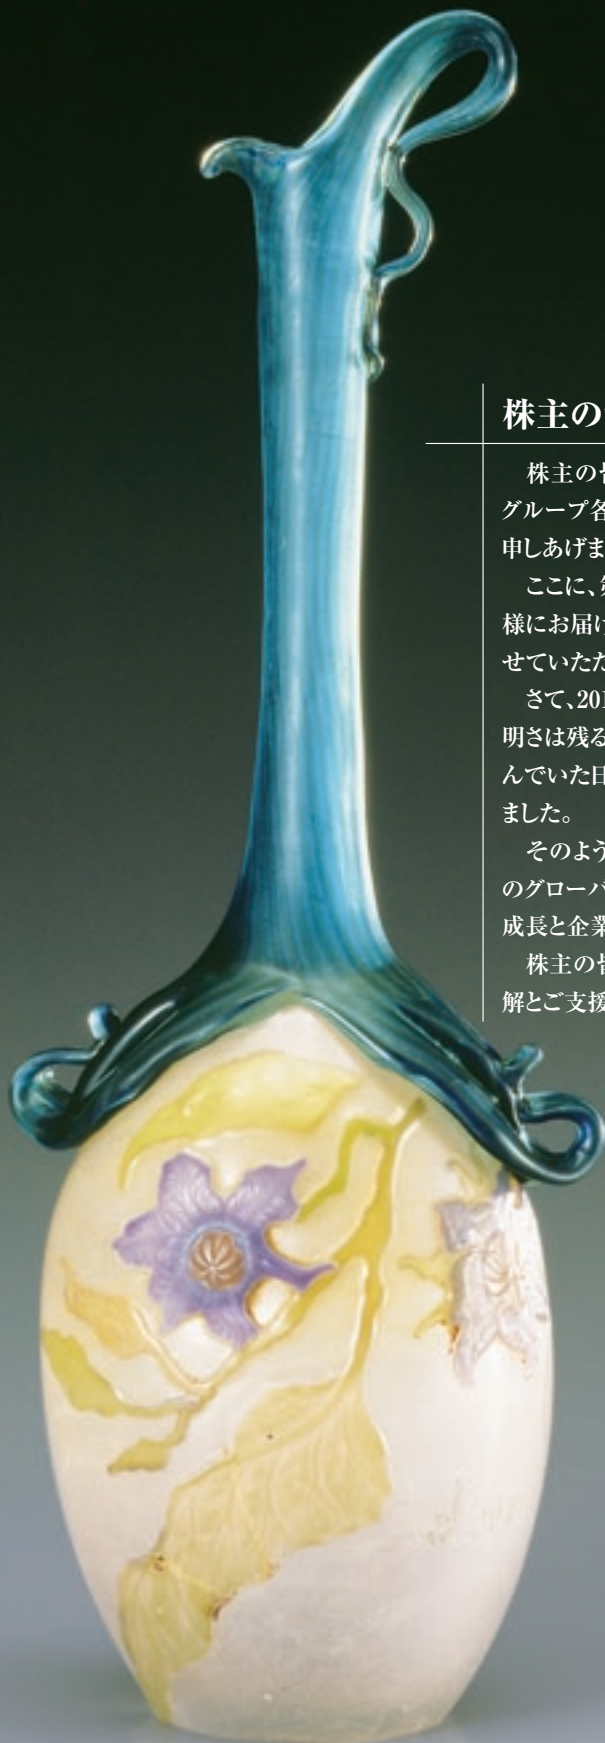 株主の
株主の皆
グループ各
申しあげま
ここに、第
様にお届け
せていただ
さて、201
明さは残る
んでいた日
ました。
そのよう
のグローバ
成長と企業
株主の皆
解とご支援